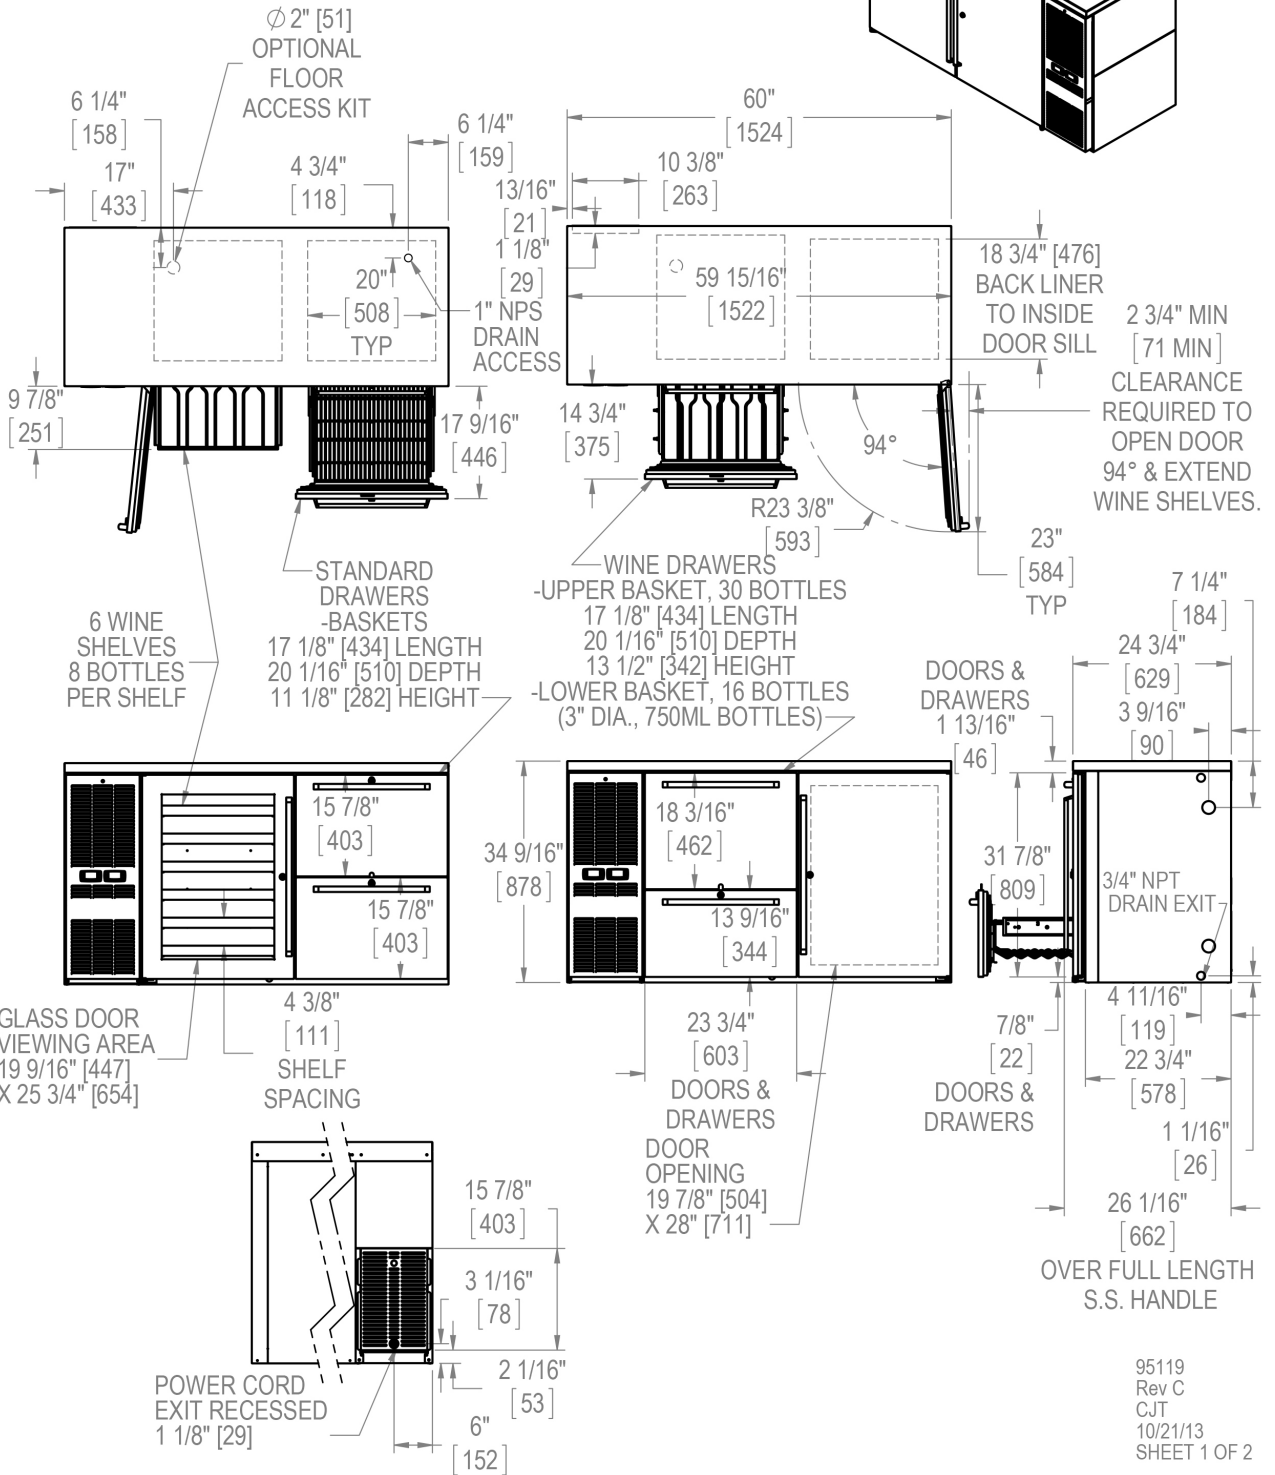 ∅ 2" [51]
OPTIONAL
FLOOR
ACCESS KIT
6 1/4"
[158]
17"
[433]
4 3/4"
[118]
6 1/4"
[159]
20"
[508]
TYP
1" NPS
DRAIN
ACCESS
9 7/8"
[251]
17 9/16"
[446]
60"
[1524]
10 3/8"
[263]
13/16"
[21]
1 1/8"
[29]
59 15/16"
[1522]
18 3/4" [476]
BACK LINER
TO INSIDE
DOOR SILL
2 3/4" MIN
[71 MIN]
CLEARANCE
REQUIRED TO
OPEN DOOR
94° & EXTEND
WINE SHELVES.
14 3/4"
[375]
94°
R23 3/8"
[593]
23"
[584]
TYP
6 WINE
SHELVES
8 BOTTLES
PER SHELF
STANDARD
DRAWERS
-BASKETS
17 1/8" [434] LENGTH
20 1/16" [510] DEPTH
11 1/8" [282] HEIGHT
WINE DRAWERS
-UPPER BASKET, 30 BOTTLES
17 1/8" [434] LENGTH
20 1/16" [510] DEPTH
13 1/2" [342] HEIGHT
-LOWER BASKET, 16 BOTTLES
(3" DIA., 750ML BOTTLES)
DOORS &
DRAWERS
1 13/16"
[46]
7 1/4"
[184]
24 3/4"
[629]
3 9/16"
[90]
15 7/8"
[403]
15 7/8"
[403]
34 9/16"
[878]
18 3/16"
[462]
13 9/16"
[344]
31 7/8"
[809]
3/4" NPT
DRAIN EXIT
GLASS DOOR
VIEWING AREA
19 9/16" [447]
X 25 3/4" [654]
4 3/8"
[111]
SHELF
SPACING
23 3/4"
[603]
DOORS &
DRAWERS
DOOR
OPENING
19 7/8" [504]
X 28" [711]
7/8"
[22]
DOORS &
DRAWERS
4 11/16"
[119]
22 3/4"
[578]
1 1/16"
[26]
26 1/16"
[662]
OVER FULL LENGTH
S.S. HANDLE
15 7/8"
[403]
3 1/16"
[78]
2 1/16"
[53]
6"
[152]
POWER CORD
EXIT RECESSED
1 1/8" [29]
95119
Rev C
CJT
10/21/13
SHEET 1 OF 2